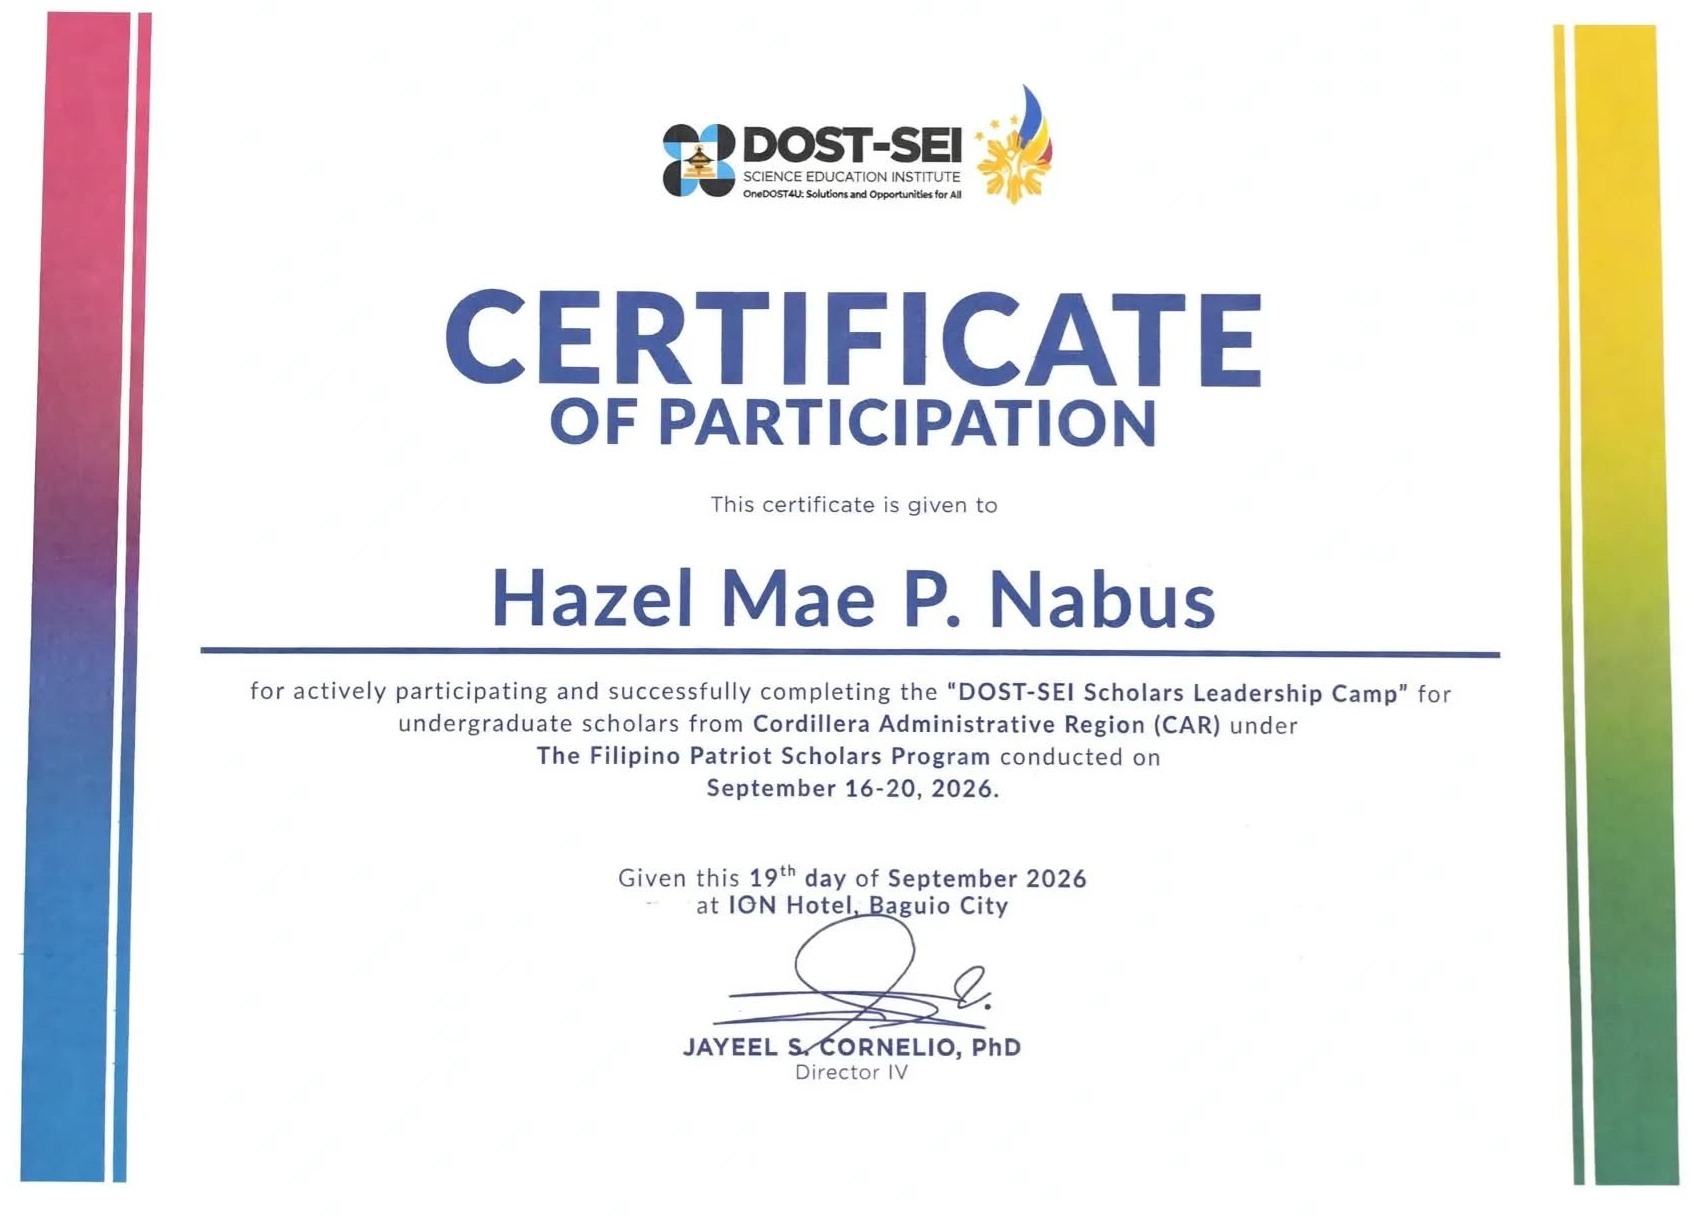 DOST-SEI
SCIENCE EDUCATION INSTITUTE
OneDOST4U: Solutions and Opportunities for All
CERTIFICATE
OF PARTICIPATION
This certificate is given to
Hazel Mae P. Nabus
for actively participating and successfully completing the "DOST-SEI Scholars Leadership Camp" for
undergraduate scholars from Cordillera Administrative Region (CAR) under
The Filipino Patriot Scholars Program conducted on
September 16-20, 2026.
Given this 19th day of September 2026
at ION Hotel, Baguio City
JAYEEL S. CORNELIO, PhD
Director IV